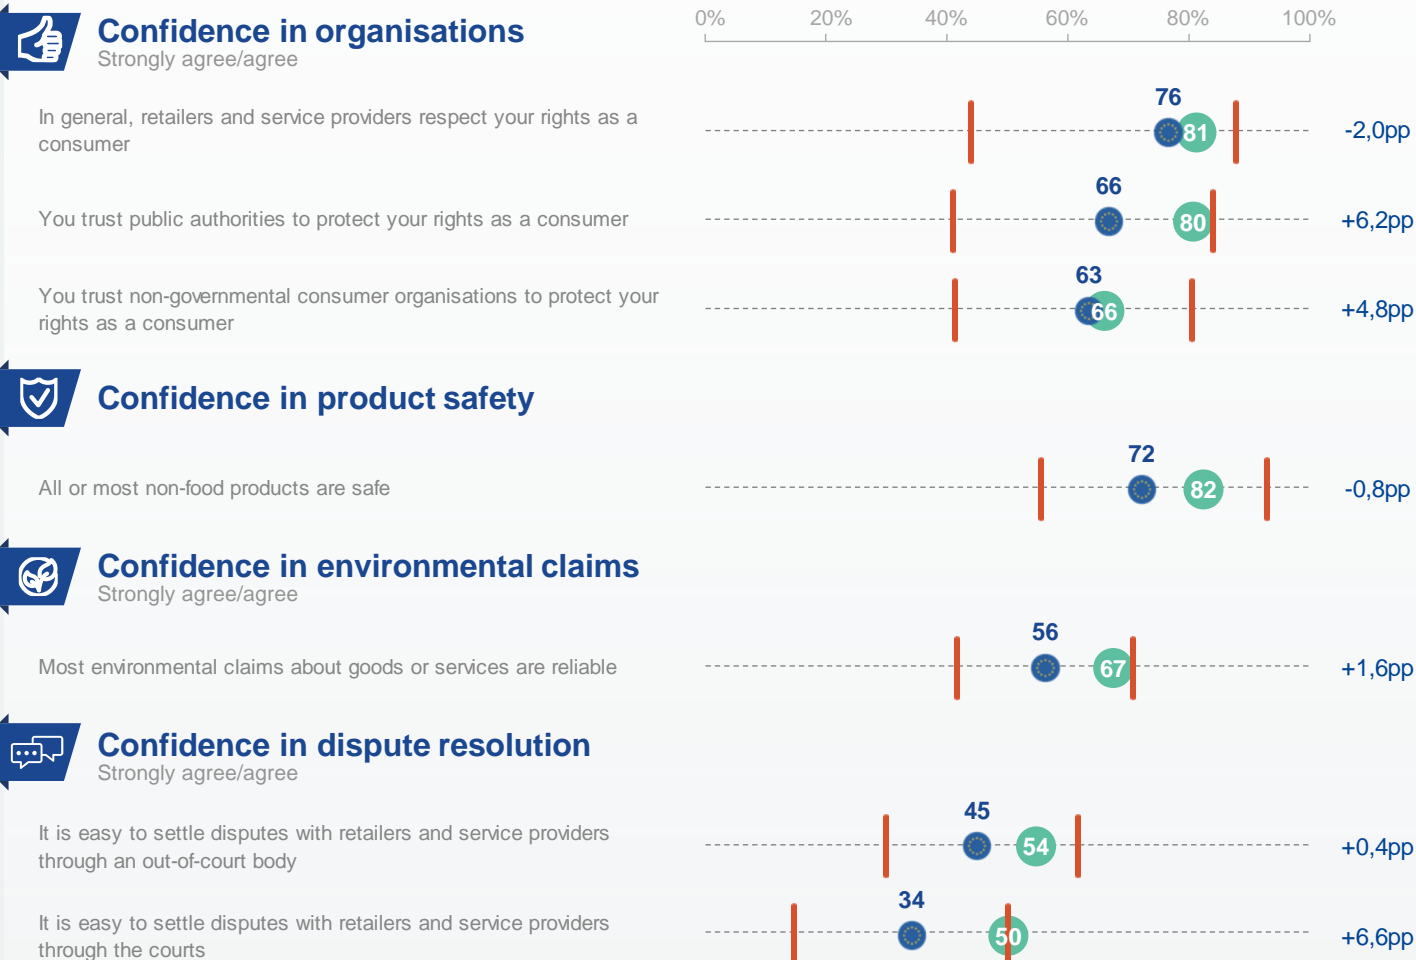 Confidence in organisations
Strongly agree/agree
0% 20% 40% 60% 80% 100%
In general, retailers and service providers respect your rights as a
consumer
76
81
-2,0pp
You trust public authorities to protect your rights as a consumer
66
80
+6,2pp
You trust non-governmental consumer organisations to protect your
rights as a consumer
63
66
+4,8pp
Confidence in product safety
All or most non-food products are safe
72
82
-0,8pp
Confidence in environmental claims
Strongly agree/agree
Most environmental claims about goods or services are reliable
56
67
+1,6pp
Confidence in dispute resolution
Strongly agree/agree
It is easy to settle disputes with retailers and service providers
through an out-of-court body
45
54
+0,4pp
It is easy to settle disputes with retailers and service providers
through the courts
34
50
+6,6pp